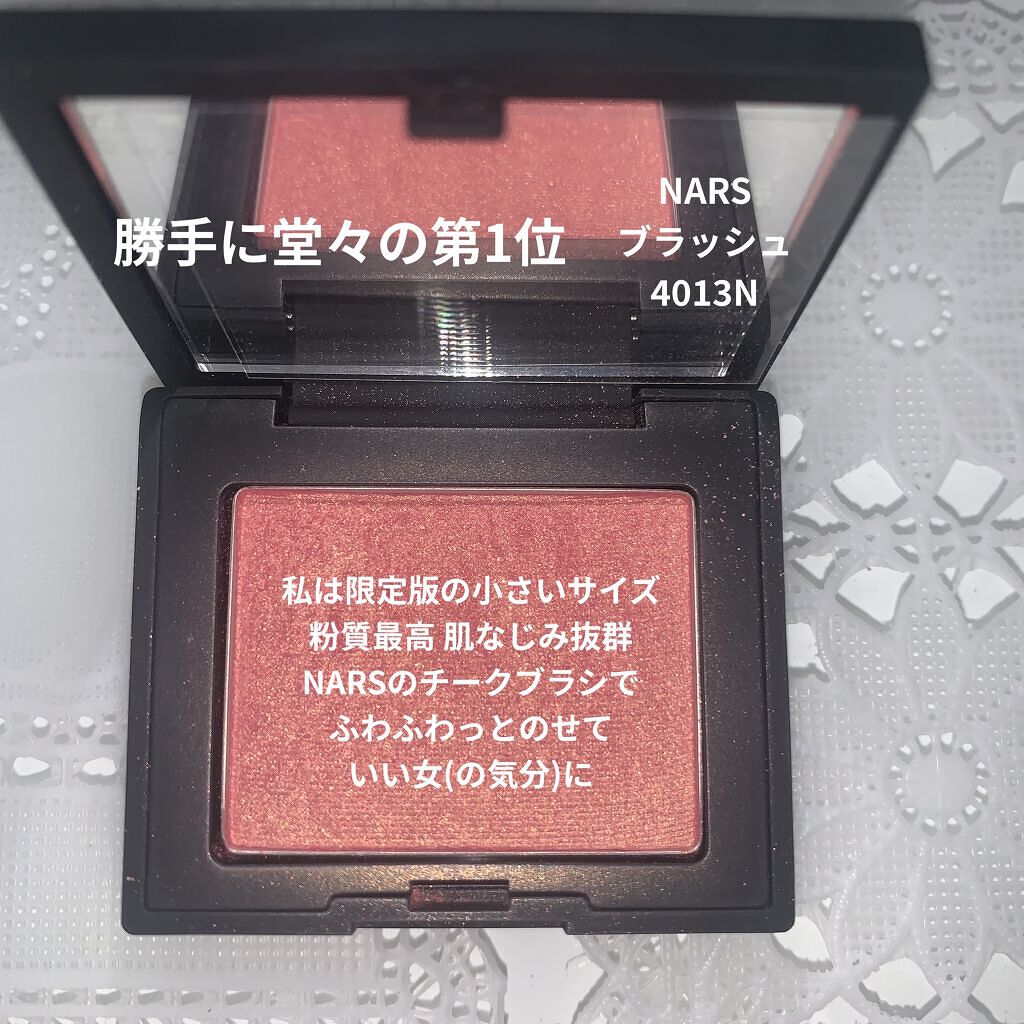 勝手に堂々の第1位
NARS
ブラッシュ
4013N
私は限定版の小さいサイズ
粉質最高 肌なじみ抜群
NARSのチークブラシで
ふわふわっとのせて
いい女(の気分)に